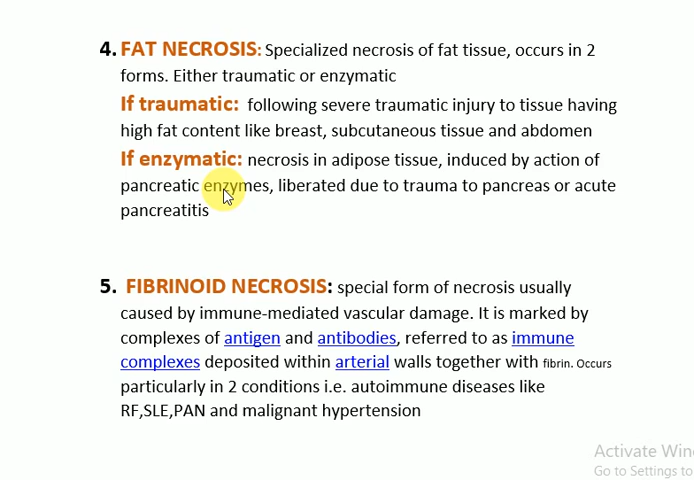 4. FAT NECROSIS: Specialized necrosis of fat tissue, occurs in 2
forms. Either traumatic or enzymatic
If traumatic: following severe traumatic injury to tissue having
high fat content like breast, subcutaneous tissue and abdomen
If enzymatic: necrosis in adipose tissue, induced by action of
pancreatic enzymes, liberated due to trauma to pancreas or acute
pancreatitis
5. FIBRINOID NECROSIS: special form of necrosis usually
caused by immune-mediated vascular damage. It is marked by
complexes of antigen and antibodies, referred to as immune
complexes deposited within arterial walls together with fibrin. Occurs
particularly in 2 conditions i.e. autoimmune diseases like
RF,SLE,PAN and malignant hypertension
Activate Win
Go to Settings to